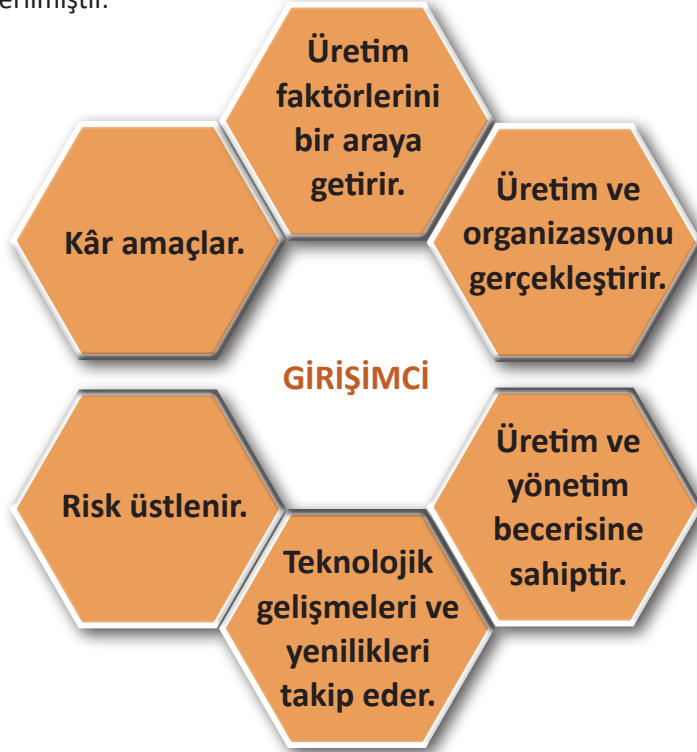 Üretim
faktörlerini
bir araya
getirir.
Üretim ve
organizasyonu
gerçekleştirir.
Kâr amaçlar.
GİRİŞİMCİ
Üretim ve
yönetim
becerisine
sahiptir.
Risk üstlenir.
Teknolojik
gelişmeleri ve
yenilikleri
takip eder.